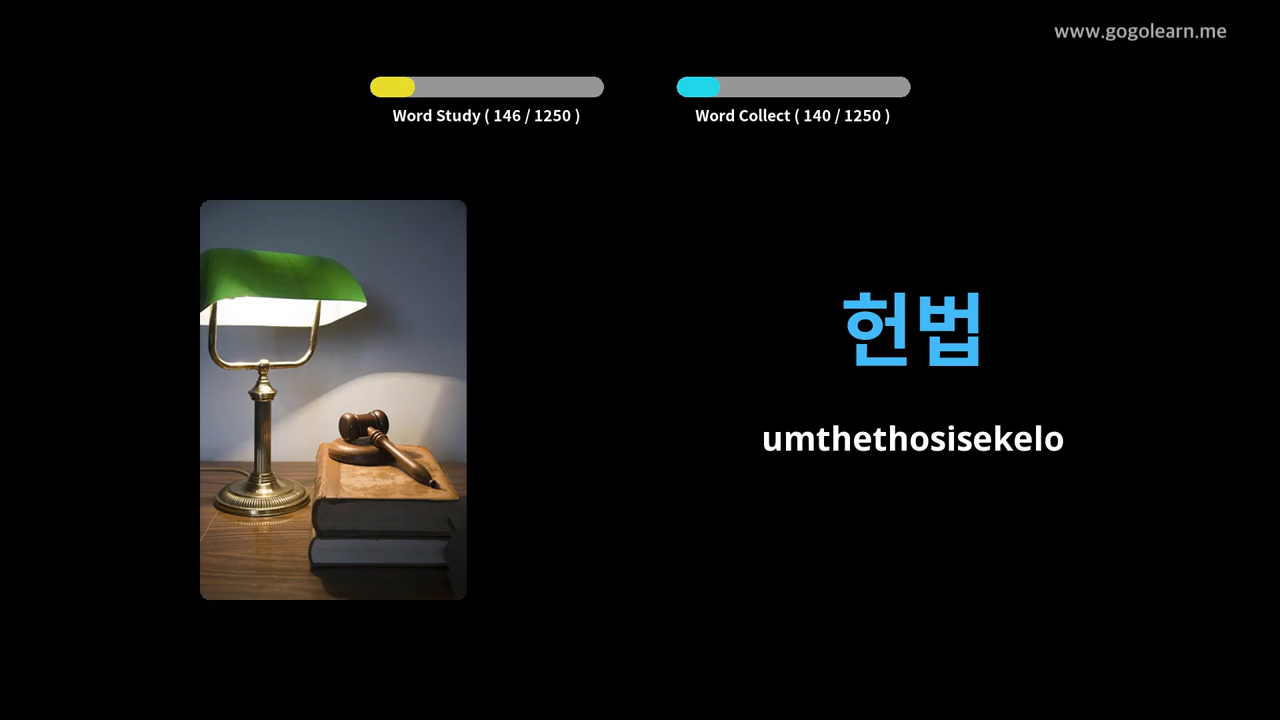 www.gogolearn.me
Word Study ( 146 / 1250 )
Word Collect ( 140 / 1250 )
헌법
umthethosisekelo